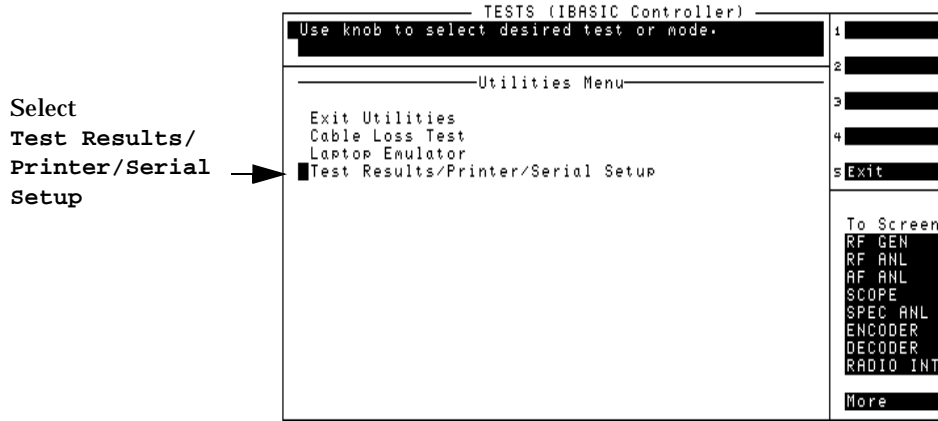 Select
Test Results/
Printer/Serial
Setup
TESTS (IBASIC Controller)
Use knob to select desired test or mode.
Utilities Menu
Exit Utilities
Cable Loss Test
Laptop Emulator
Test Results/Printer/Serial Setup
1
2
3
4
5 Exit
To Screen
RF GEN
RF ANL
AF ANL
SCOPE
SPEC ANL
ENCODER
DECODER
RADIO INT
More